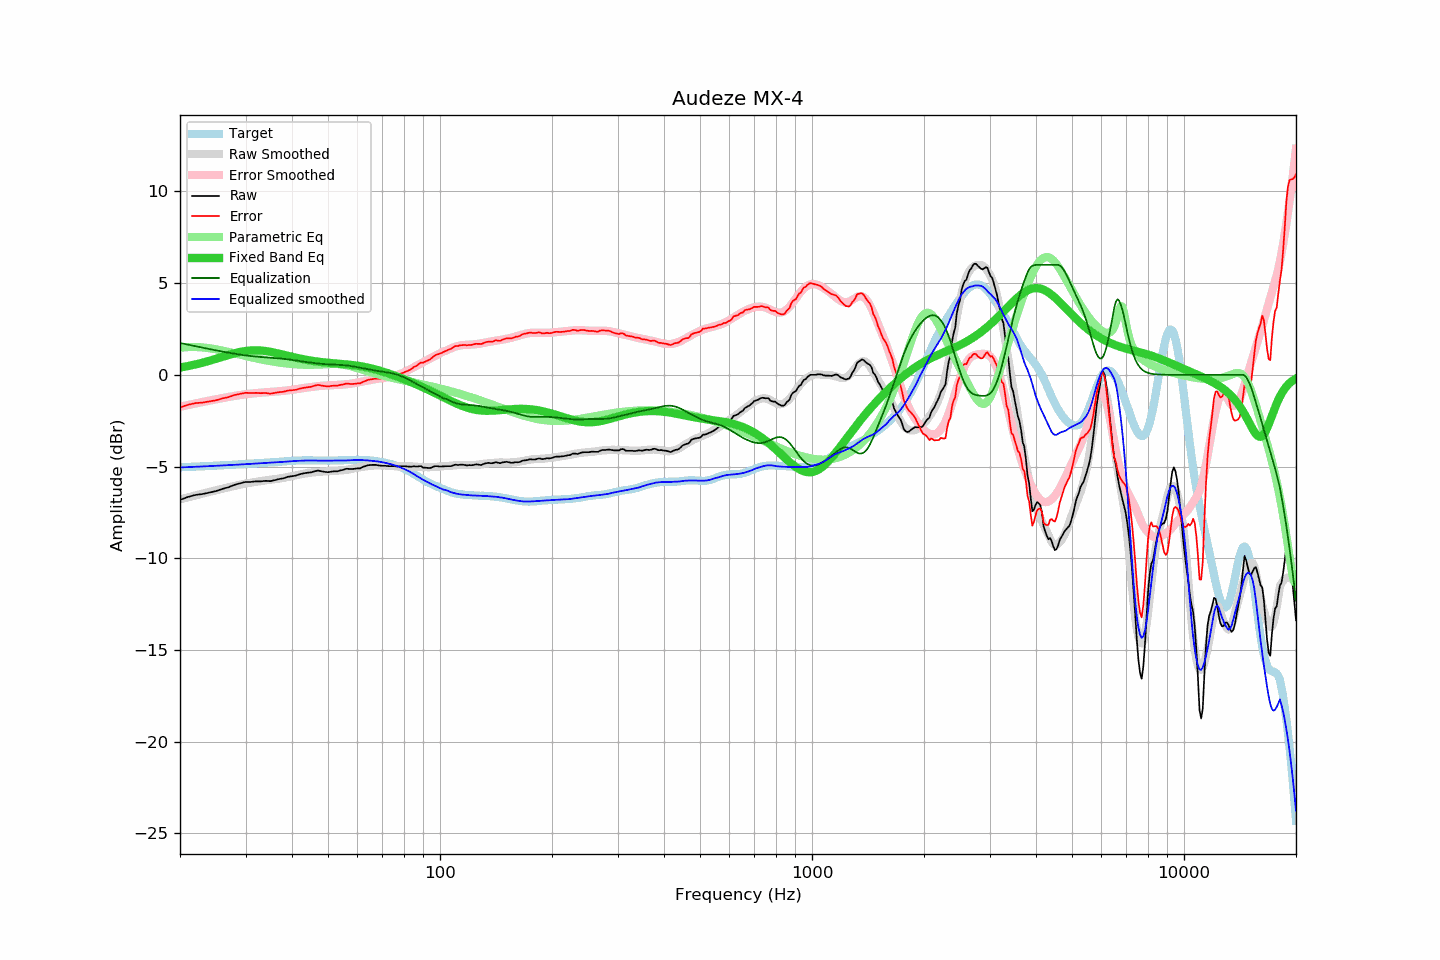 Audeze MX-4
Target
Raw Smoothed
Error Smoothed
Raw
Error
Parametric Eq
Fixed Band Eq
Equalization
Equalized smoothed
10
5
0
−5
−10
−15
−20
−25
Amplitude (dBr)
100
1000
10000
Frequency (Hz)